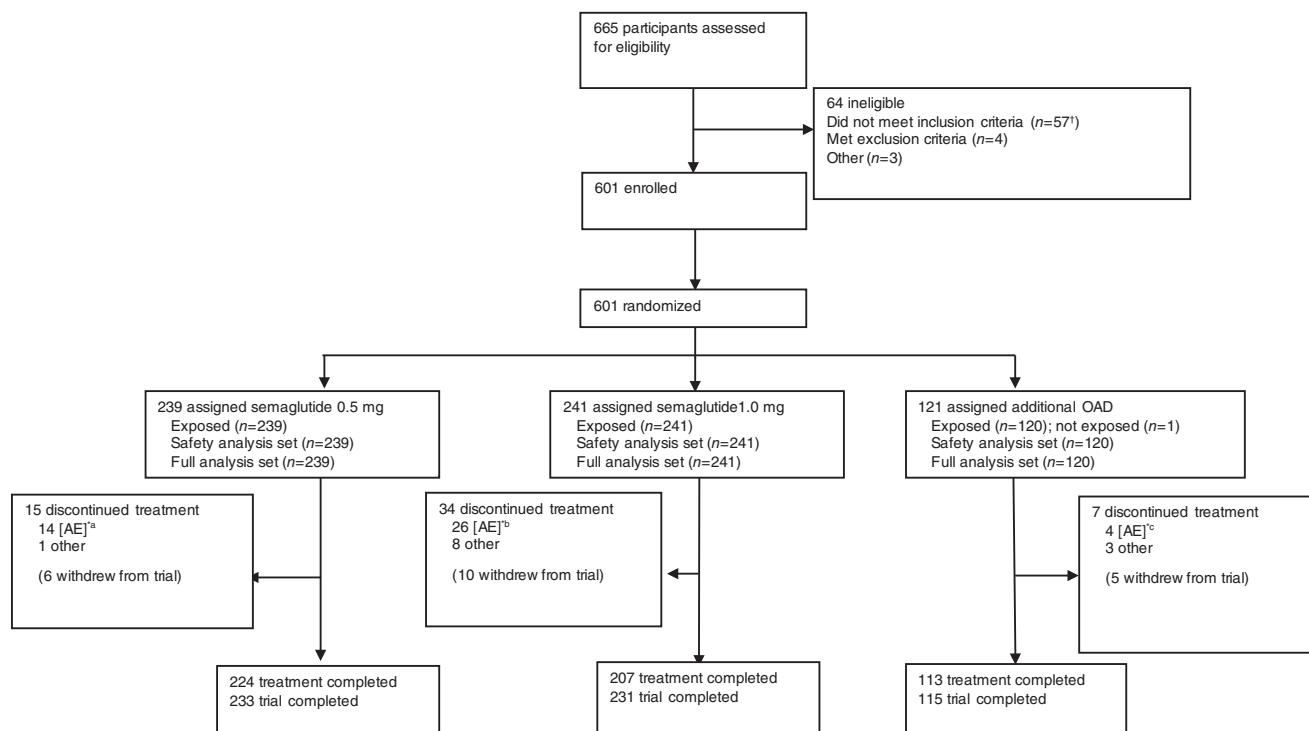 665 participants assessed
for eligibility
64 ineligible
Did not meet inclusion criteria (n=57†)
Met exclusion criteria (n=4)
Other (n=3)
601 enrolled
601 randomized
239 assigned semaglutide 0.5 mg
Exposed (n=239)
Safety analysis set (n=239)
Full analysis set (n=239)
241 assigned semaglutide1.0 mg
Exposed (n=241)
Safety analysis set (n=241)
Full analysis set (n=241)
121 assigned additional OAD
Exposed (n=120); not exposed (n=1)
Safety analysis set (n=120)
Full analysis set (n=120)
15 discontinued treatment
14 [AE]*a
1 other
(6 withdrew from trial)
34 discontinued treatment
26 [AE]*b
8 other
(10 withdrew from trial)
7 discontinued treatment
4 [AE]*c
3 other
(5 withdrew from trial)
224 treatment completed
233 trial completed
207 treatment completed
231 trial completed
113 treatment completed
115 trial completed